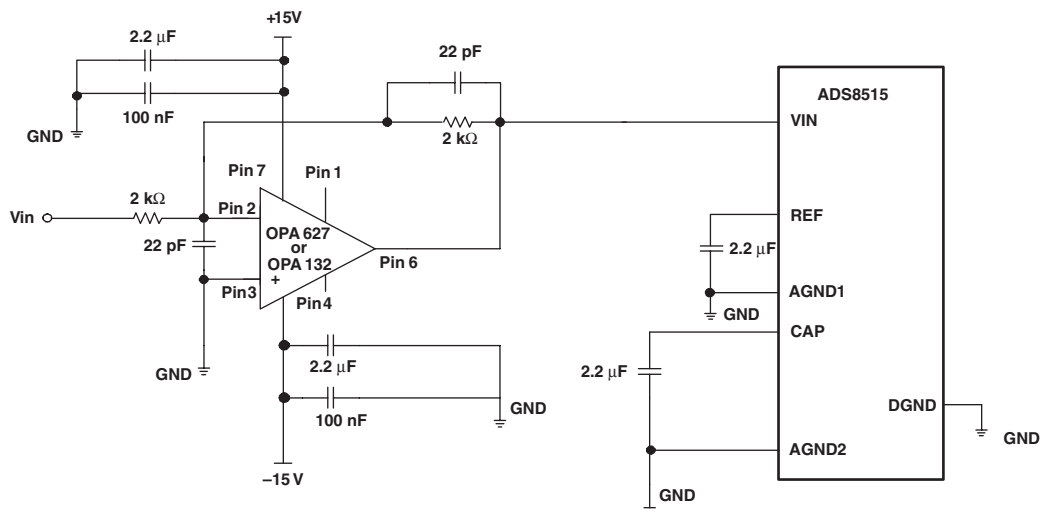 +15V
2.2 μF
100 nF
GND
22 pF
2 kΩ
ADS8515
VIN
Pin 7
Pin 1
2 kΩ
Vin
Pin 2
22 pF
OPA 627
or
OPA 132
+
Pin 6
Pin3
Pin4
REF
2.2 μF
AGND1
GND
CAP
GND
2.2 μF
100 nF
GND
2.2 μF
DGND
GND
AGND2
–15 V
GND